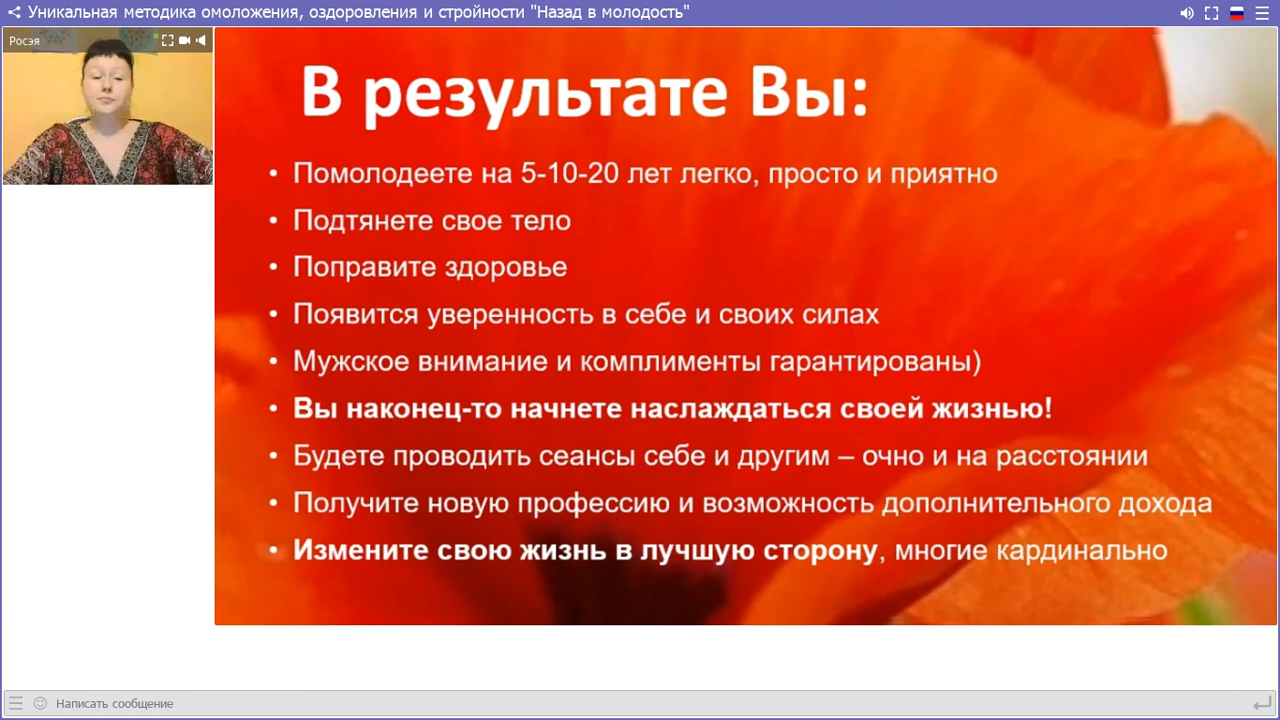 Уникальная методика омоложения, оздоровления и стройности "Назад в молодость"
Росэя
В результате Вы:
• Помолодеете на 5-10-20 лет легко, просто и приятно
• Подтянете свое тело
• Поправите здоровье
• Появится уверенность в себе и своих силах
• Мужское внимание и комплименты гарантированы)
• Вы наконец-то начнете наслаждаться своей жизнью!
• Будете проводить сеансы себе и другим – очно и на расстоянии
• Получите новую профессию и возможность дополнительного дохода
• Измените свою жизнь в лучшую сторону, многие кардинально
Написать сообщение